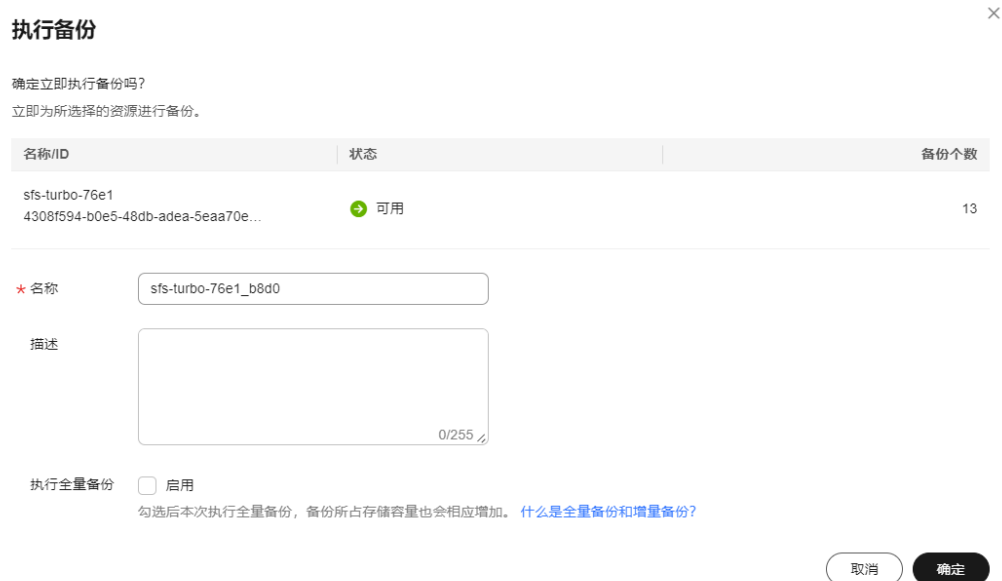 执行备份
确定立即执行备份吗?
立即为所选择的资源进行备份。
名称/ID 状态 备份个数
sfs-turbo-76e1
4308f594-b0e5-48db-adea-5eaa70e...
可用 13
* 名称 sfs-turbo-76e1_b8d0
描述
0/255
执行全量备份 启用
勾选后本次执行全量备份，备份所占存储容量也会相应增加。 什么是全量备份和增量备份?
取消 确定